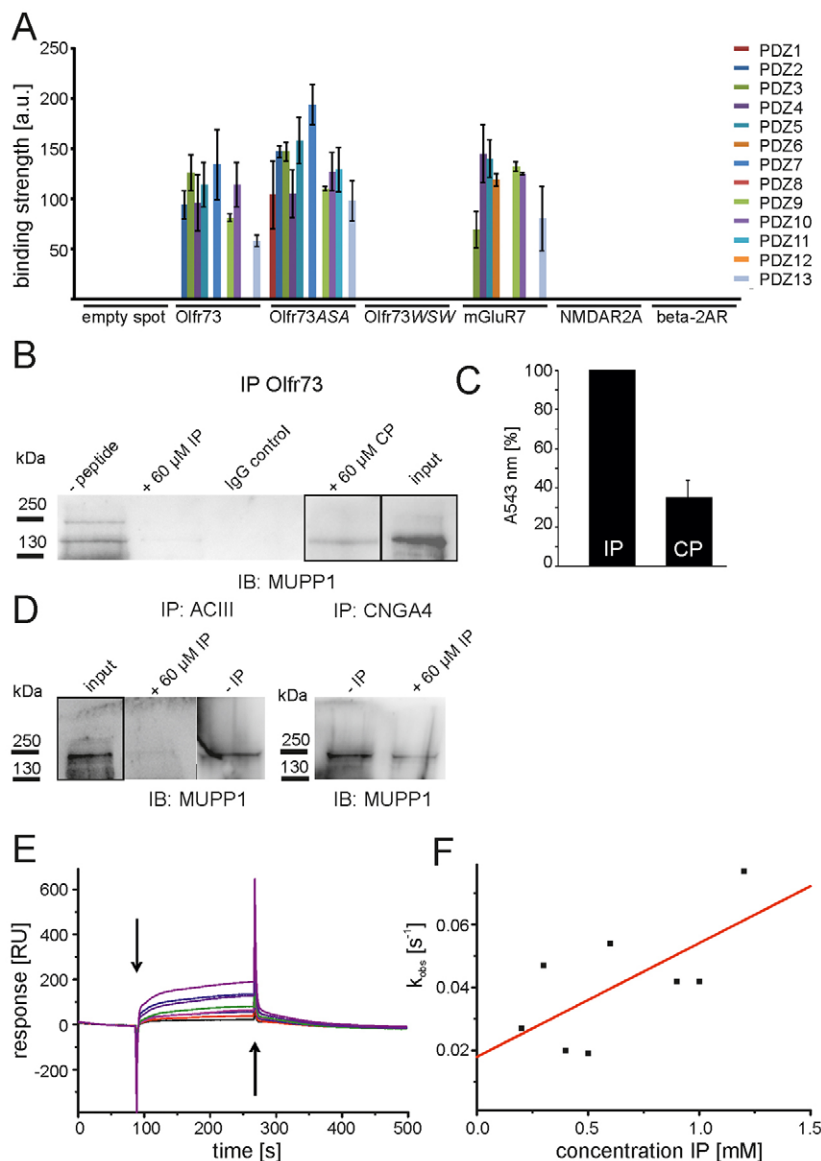 A
250
200
150
100
50
binding strength [a.u.]
empty spot
Olfr73
Olfr73ASA
Olfr73WSW
mGluR7
NMDAR2A
beta-2AR
PDZ1
PDZ2
PDZ3
PDZ4
PDZ5
PDZ6
PDZ7
PDZ8
PDZ9
PDZ10
PDZ11
PDZ12
PDZ13
B
IP Olfr73
kDa
- peptide
+ 60 µM IP
IgG control
+ 60 µM CP
input
250
130
IB: MUPP1
C
100
80
60
40
20
0
A543 nm [%]
IP
CP
D
IP: ACIII
IP: CNGA4
kDa
input
+ 60 µM IP
- IP
250
130
IB: MUPP1
kDa
- IP
+ 60 µM IP
250
130
IB: MUPP1
E
600
400
200
0
-200
response [RU]
0
100
200
300
400
500
time [s]
F
0.06
0.04
0.02
kobs [s-1]
0.0
0.5
1.0
1.5
concentration IP [mM]